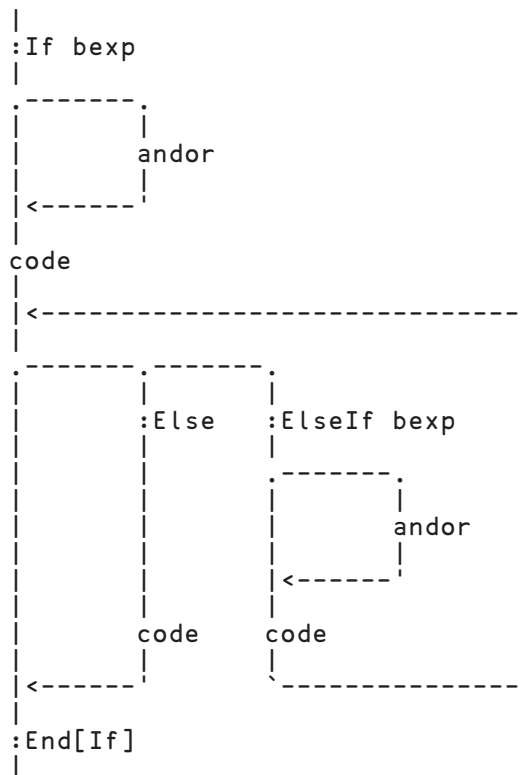 :If bexp
andor
code
:Else :ElseIf bexp
andor
code code
:End[If]